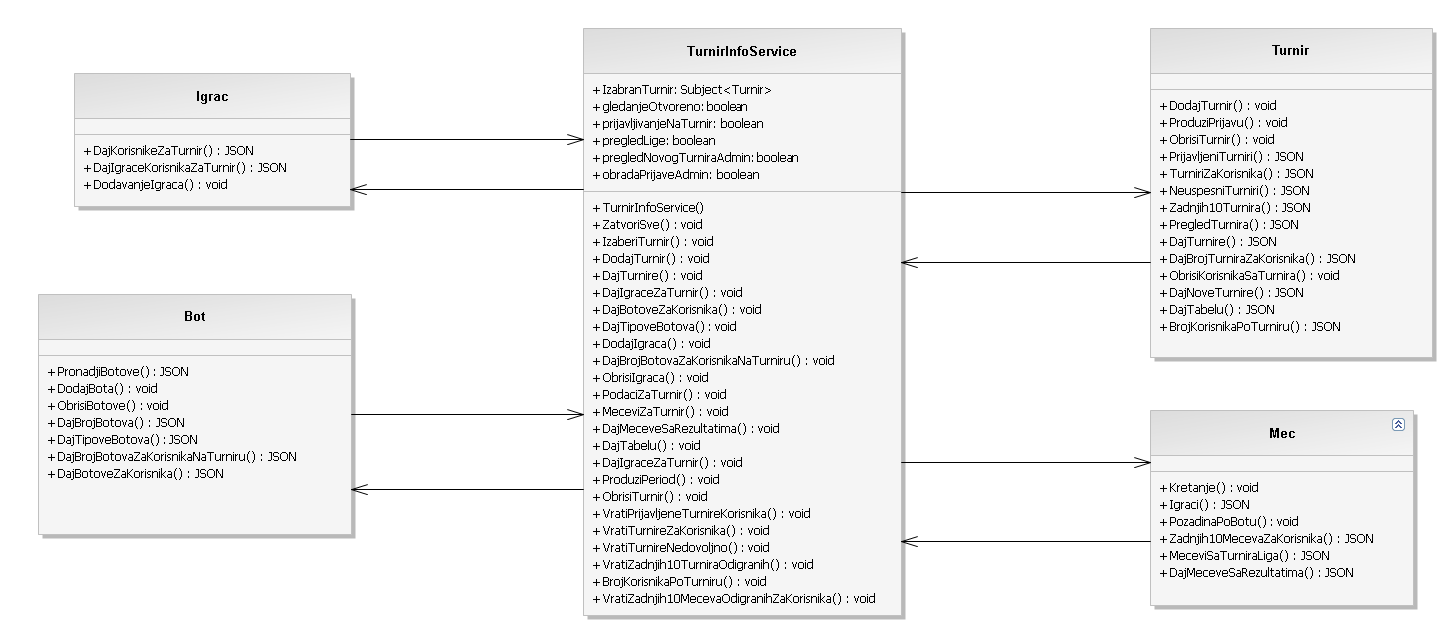 Igrac
+ DajKorisnikeZaTurnir() : JSON
+ DajIgraceKorisnikaZaTurnir() : JSON
+ DodavanjeIgraca() : void
Bot
+ PronadjiBotove() : JSON
+ DodajBota() : void
+ ObrisiBotove() : void
+ DajBrojBotova() : JSON
+ DajTipoveBotova() : JSON
+ DajBrojBotovaZaKorisnikaNaTurniru() : JSON
+ DajBotoveZaKorisnika() : JSON
TurnirInfoService
+ IzabranTurnir: Subject<Turnir>
+ gledanjeOtvoreno: boolean
+ prijavljivanjeNaTurnir: boolean
+ pregledLige: boolean
+ pregledNovogTurniraAdmin: boolean
+ obradaPrijaveAdmin: boolean
+ TurnirInfoService()
+ ZatvoriSve() : void
+ IzaberiTurnir() : void
+ DodajTurnir() : void
+ DajTurnire() : void
+ DajIgraceZaTurnir() : void
+ DajBotoveZaKorisnika() : void
+ DajTipoveBotova() : void
+ DodajIgraca() : void
+ DajBrojBotovaZaKorisnikaNaTurniru() : void
+ ObrisiIgraca() : void
+ PodaciZaTurnir() : void
+ MeceviZaTurnir() : void
+ DajMeceveSaRezultatima() : void
+ DajTabelu() : void
+ DajIgraceZaTurnir() : void
+ ProduziPeriod() : void
+ ObrisiTurnir() : void
+ VratiPrijavljeneTurnireKorisnika() : void
+ VratiTurnireZaKorisnika() : void
+ VratiTurnireNedovoljno() : void
+ VratiZadnjih10TurniraOdigranih() : void
+ BrojKorisnikaPoTurniru() : void
+ VratiZadnjih10MecevaOdigranihZaKorisnika() : void
Turnir
+ DodajTurnir() : void
+ ProduziPrijavu() : void
+ ObrisiTurnir() : void
+ PrijavljeniTurniri() : JSON
+ TurniriZaKorisnika() : JSON
+ NeuspesniTurniri() : JSON
+ Zadnjih10Turnira() : JSON
+ PregledTurnira() : JSON
+ DajTurnire() : JSON
+ DajBrojTurniraZaKorisnika() : JSON
+ ObrisiKorisnikaSaTurnira() : void
+ DajNoveTurnire() : JSON
+ DajTabelu() : JSON
+ BrojKorisnikaPoTurniru() : JSON
Mec
+ Kretanje() : void
+ Igraci() : JSON
+ PozadinaPoBotu() : void
+ Zadnjih10MecevaZaKorisnika() : JSON
+ MeceviSaTurniraLiga() : JSON
+ DajMeceveSaRezultatima() : JSON